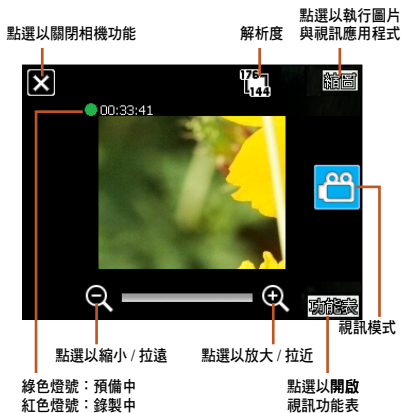 點選以執行圖片
與視訊應用程式
點選以關閉相機功能
解析度
176
144
縮圖
00:33:41
功能表
視訊模式
點選以縮小 / 拉遠
點選以放大 / 拉近
綠色燈號：預備中
紅色燈號：錄製中
點選以開啟
視訊功能表